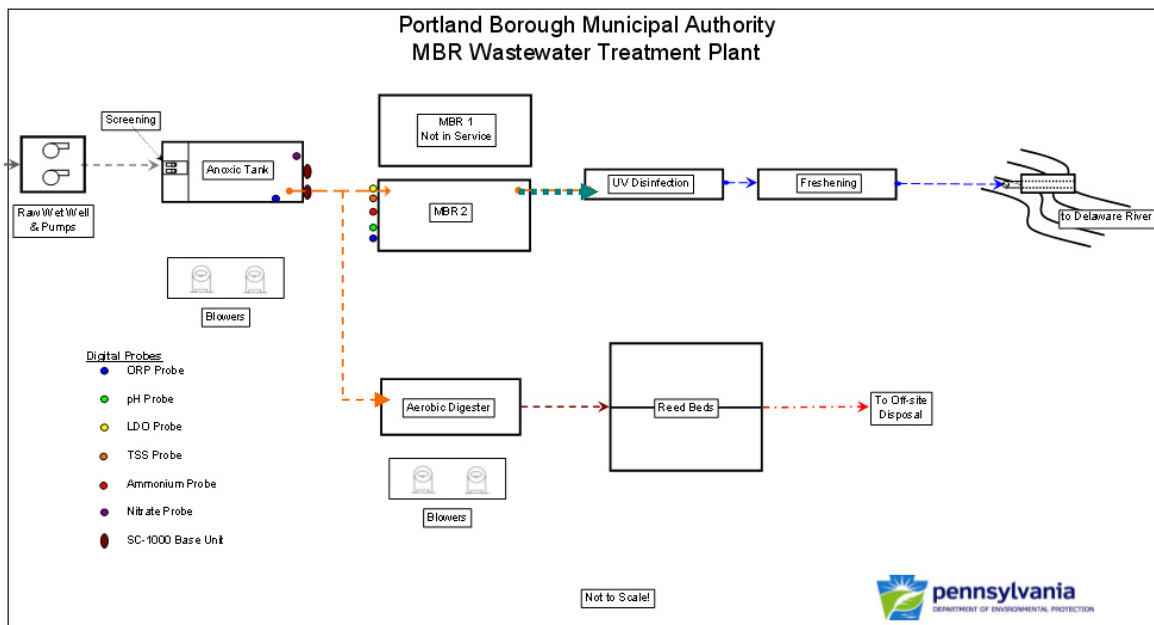 Portland Borough Municipal Authority
MBR Wastewater Treatment Plant
Screening
MBR 1
Not in Service
Anoxic Tank
UV Disinfection
Freshening
MBR 2
Raw Wet Well
& Pumps
to Delaware River
Blowers
Digital Probes
ORP Probe
pH Probe
LDO Probe
TSS Probe
Ammonium Probe
Nitrate Probe
SC-1000 Base Unit
Aerobic Digester
Reed Beds
To Off-site
Disposal
Blowers
Not to Scale!
pennsylvania
DEPARTMENT OF ENVIRONMENTAL PROTECTION